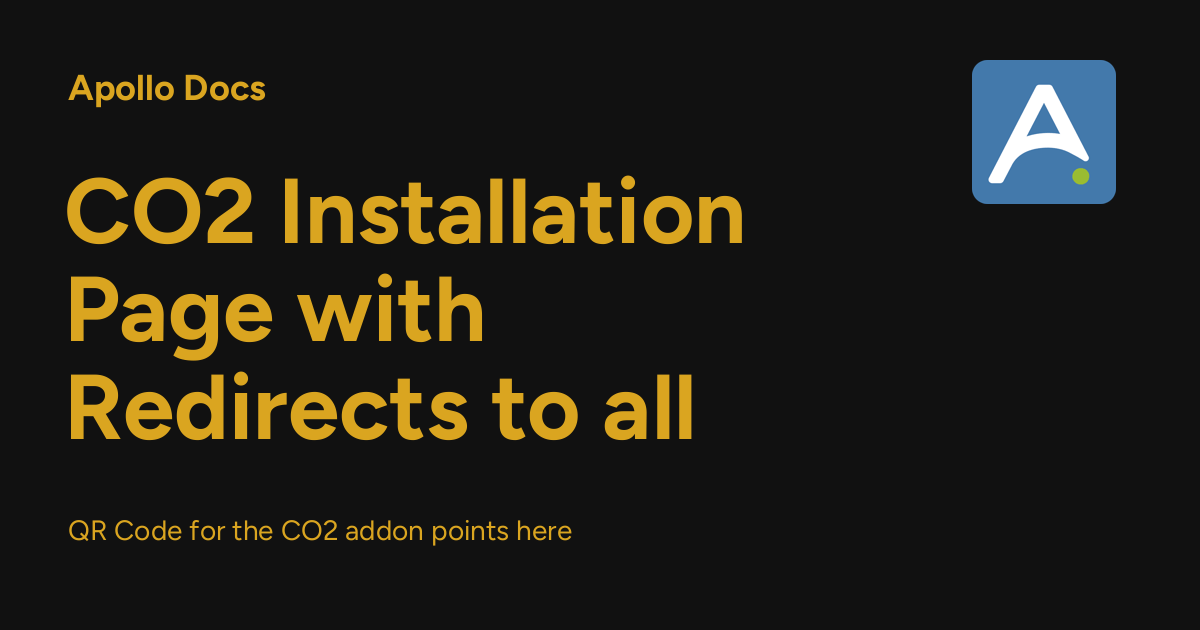 Apollo Docs
CO2 Installation
Page with
Redirects to all
QR Code for the CO2 addon points here